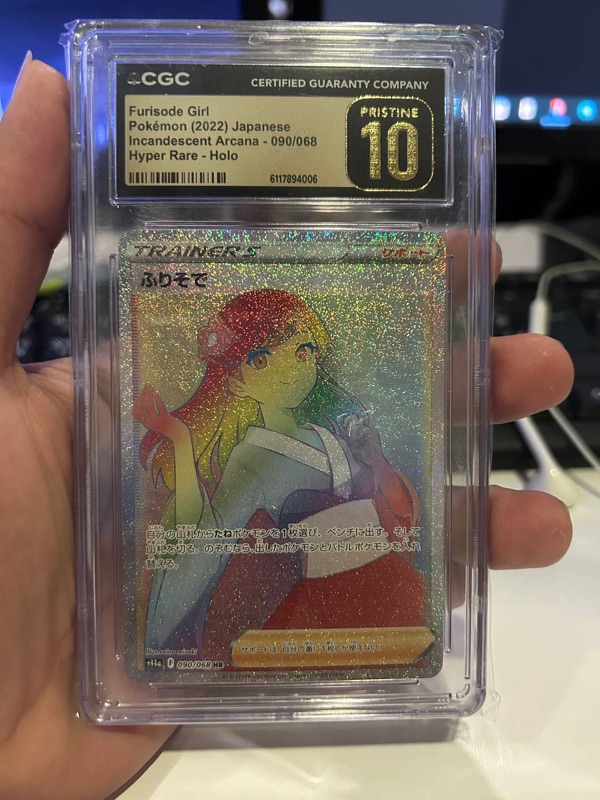 CGC
CERTIFIED GUARANTY COMPANY
Furisode Girl
Pokémon (2022) Japanese
Incandescent Arcana - 090/068
Hyper Rare - Holo
6117894006
PRISTINE
10
TRAINER'S
サポート
ふりそで
自分の山札からたねポケモンを1枚選び、ベンチに出す。そして
山札を切る。のぞむなら、出したポケモンとバトルポケモンを入れ
替える。
サポートは、自分の番に1枚しか使えない。
s11a F 090/068 HR